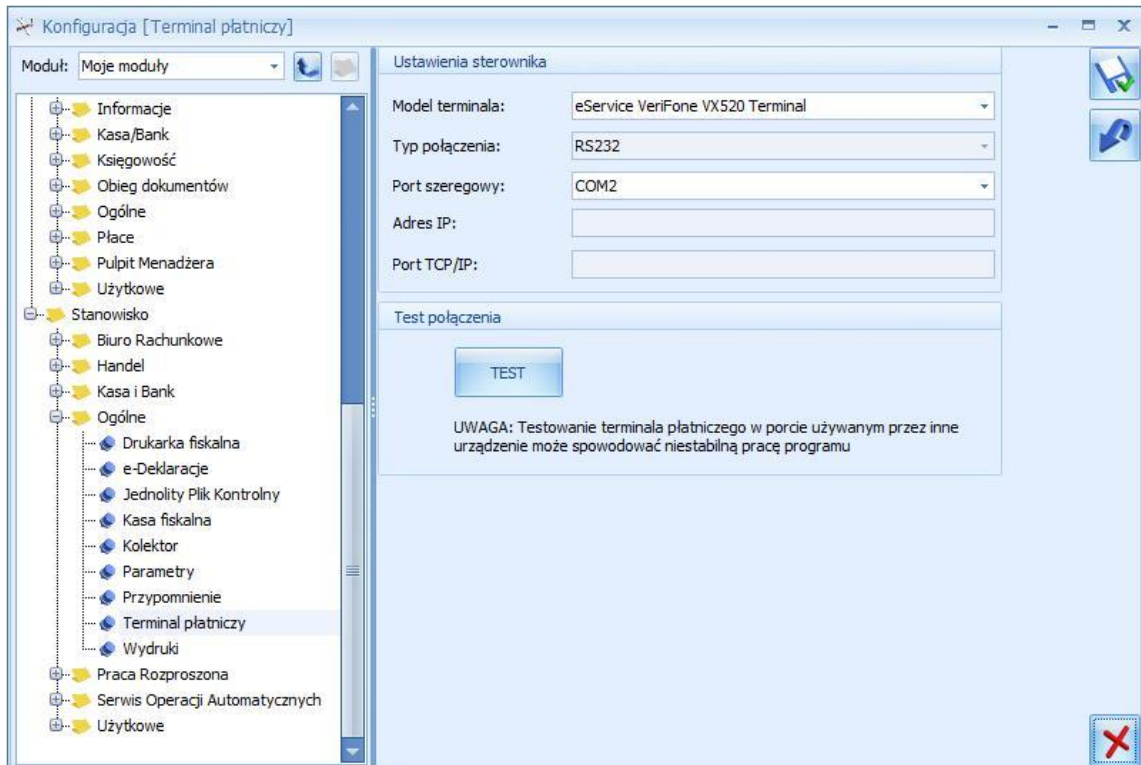 Konfiguracja [Terminal płatniczy]
Moduł: Moje moduły
Informacje
Kasa/Bank
Księgowość
Obieg dokumentów
Ogólne
Płace
Pulpit Menadżera
Użytkowe
Stanowisko
Biuro Rachunkowe
Handel
Kasa i Bank
Ogólne
Drukarka fiskalna
e-Deklaracje
Jednolity Plik Kontrolny
Kasa fiskalna
Kolektor
Parametry
Przypomnienie
Terminal płatniczy
Wydruki
Praca Rozproszona
Serwis Operacji Automatycznych
Użytkowe
Ustawienia sterownika
Model terminala: eService VeriFone VX520 Terminal
Typ połączenia: RS232
Port szeregowy: COM2
Adres IP:
Port TCP/IP:
Test połączenia
TEST
UWAGA: Testowanie terminala płatniczego w porcie używanym przez inne
urządzenie może spowodować niestabilną pracę programu